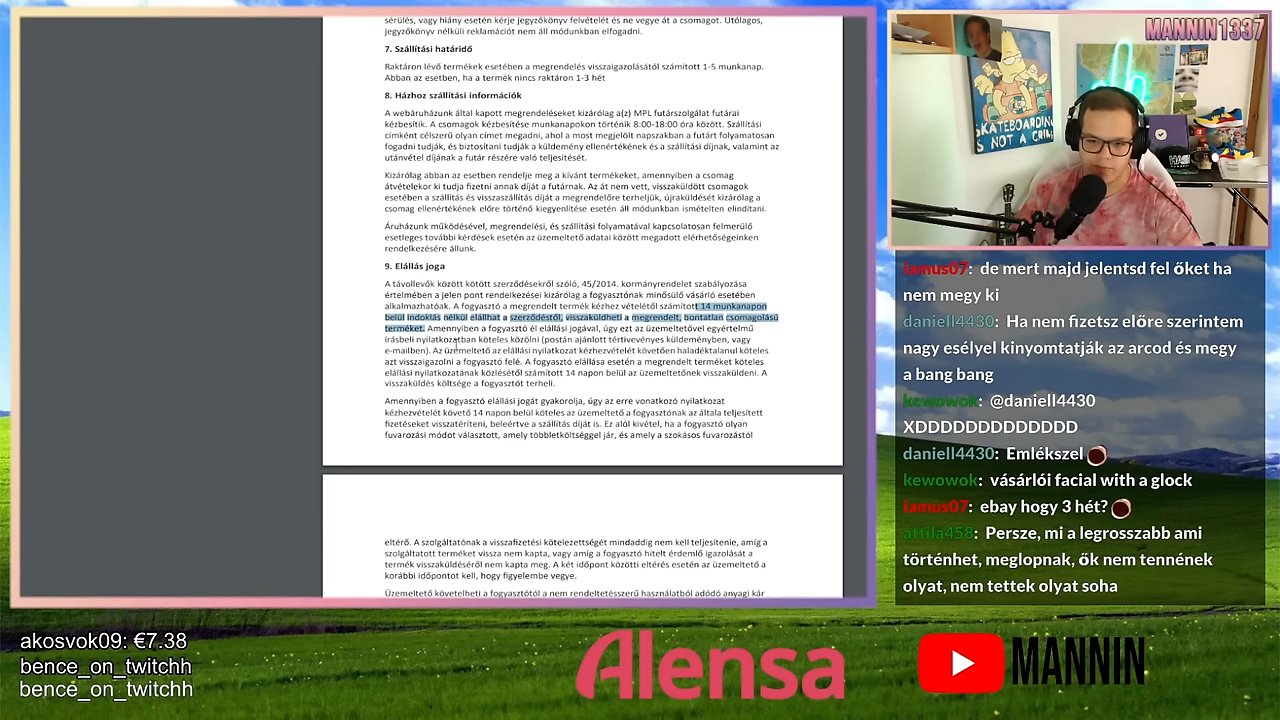 sérülés, vagy hiány esetén kérje jegyzőkönyv felvételét és ne vegye át a csomagot. Utólagos,
jegyzőkönyv nélküli reklamációt nem áll módunkban elfogadni.
7. Szállítási határidő
Raktáron lévő termékek esetében a megrendelés visszaigazolásától számított 1-5 munkanap.
Abban az esetben, ha a termék nincs raktáron 1-3 hét
8. Házhoz szállítási információk
A webáruházunk által kapott megrendeléseket kizárólag a(z) MPL futárszolgálat futárai
kézbesítik. A csomagok kézbesítése munkanapokon történik 8:00-18:00 óra között. Szállítási
címként célszerű olyan címet megadni, ahol a most megjelölt napszakban a futárt folyamatosan
fogadni tudják, és biztosítani tudják a küldemény ellenértékének és a szállítási díjnak, valamint az
utánvétel díjának a futár részére való teljesítését.
Kizárólag abban az esetben rendelje meg a kívánt termékeket, amennyiben a csomag
átvételekor ki tudja fizetni annak díját a futárnak. Az át nem vett, visszaküldött csomagok
esetében a szállítás és visszaszállítás díját a megrendelőre terheljük, újraküldését kizárólag a
csomag ellenértékének előre történő kiegyenlítése esetén áll módunkban ismételten elindítani.
Áruházunk működésével, megrendelési, és szállítási folyamatával kapcsolatosan felmerülő
esetleges további kérdések esetén az üzemeltető adatai között megadott elérhetőségeinken
rendelkezésére állunk.
9. Elállás joga
A távollevők között kötött szerződésekről szóló, 45/2014. kormányrendelet szabályozása
értelmében a jelen pont rendelkezései kizárólag a fogyasztónak minősülő vásárló esetében
alkalmazhatóak. A fogyasztó a megrendelt termék kézhez vételétől számított 14 munkanapon
belül indoklás nélkül elállhat a szerződéstől, visszaküldheti a megrendelt, bontatlan csomagolású
terméket. Amennyiben a fogyasztó él elállási jogával, úgy ezt az üzemeltetővel egyértelmű
írásbeli nyilatkozatban köteles közölni (postán ajánlott tértivevényes küldeményben, vagy
e-mailben). Az üzemeltető az elállási nyilatkozat kézhezvételét követően haladéktalanul köteles
azt visszaigazolni a fogyasztó felé. A fogyasztó elállása esetén a megrendelt terméket köteles
elállási nyilatkozatának közlésétől számított 14 napon belül az üzemeltetőnek visszaküldeni. A
visszaküldés költsége a fogyasztót terheli.
Amennyiben a fogyasztó elállási jogát gyakorolja, úgy az erre vonatkozó nyilatkozat
kézhezvételét követő 14 napon belül köteles az üzemeltető a fogyasztónak az általa teljesített
fizetéseket visszatéríteni, beleértve a szállítás díját is. Ez alól kivétel, ha a fogyasztó olyan
fuvarozási módot választott, amely többletköltséggel jár, és amely a szokásos fuvarozástól
eltérő. A szolgáltatónak a visszafizetési kötelezettségét mindaddig nem kell teljesítenie, amíg a
szolgáltatott terméket vissza nem kapta, vagy amíg a fogyasztó hitelt érdemlő igazolását a
termék visszaküldéséről nem kapta meg. A két időpont közötti eltérés esetén az üzemeltető a
korábbi időpontot kell, hogy figyelembe vegye.
Üzemeltető követelheti a fogyasztótól a nem rendeltetésszerű használatból adódó anyagi kár
MANNIN1337
SKATEBOARDING
IS NOT A CRIME
lamus07: de mert majd jelentsd fel őket ha
nem megy ki
daniell4430: Ha nem fizetsz előre szerintem
nagy esélyel kinyomtatják az arcod és megy
a bang bang
kewowok: @daniell4430
XDDDDDDDDDDDDD
daniell4430: Emlékszel
kewowok: vásárlói facial with a glock
lamus07: ebay hogy 3 hét?
attila458: Persze, mi a legrosszabb ami
történhet, meglopnak, ők nem tennének
olyat, nem tettek olyat soha
akosvok09: €7.38
bence_on_twitchh
bence_on_twitchh
Alensa
MANNIN